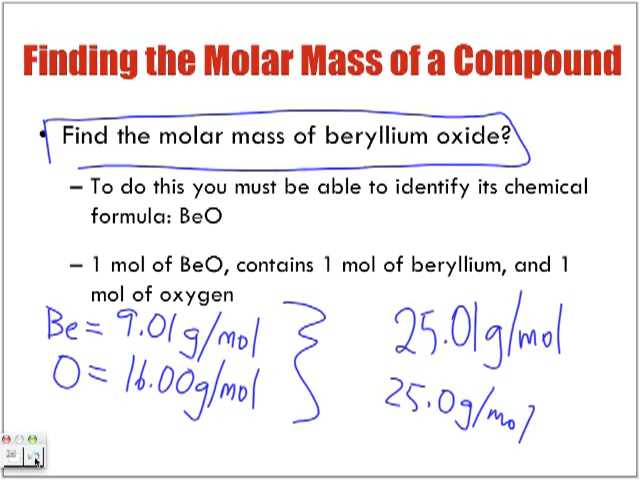 Finding the Molar Mass of a Compound
• Find the molar mass of beryllium oxide?
– To do this you must be able to identify its chemical
formula: BeO
– 1 mol of BeO, contains 1 mol of beryllium, and 1
mol of oxygen
Be = 9.01 g/mol
O = 16.00 g/mol
25.01 g/mol
25.0 g/mol